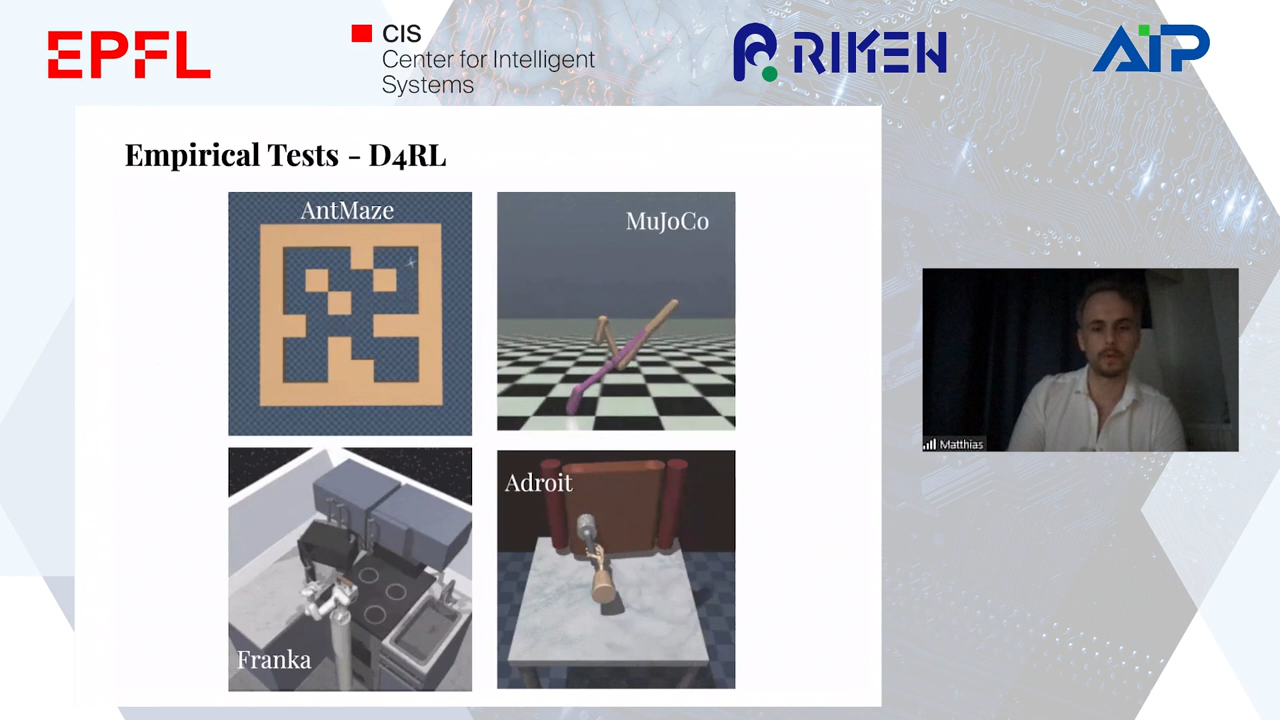 EPFL
CIS
Center for Intelligent
Systems
RIKEN
AIP
Empirical Tests - D4RL
AntMaze
MuJoCo
Franka
Adroit
Matthias